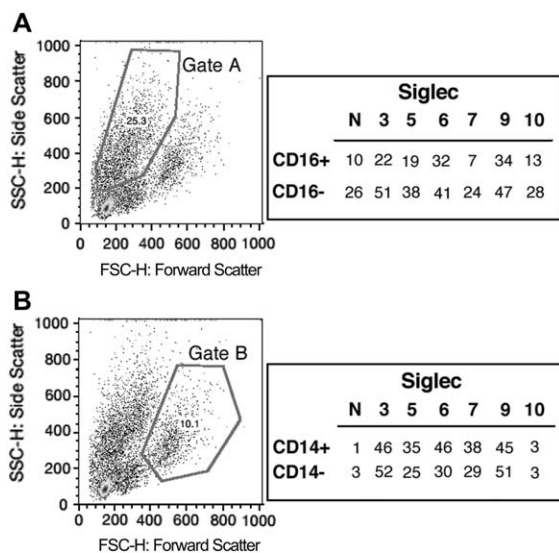 A
1000
800
600
400
200
0
SSC-H: Side Scatter
Gate A
25.3
0 200 400 600 800 1000
FSC-H: Forward Scatter
Siglec
N 3 5 6 7 9 10
CD16+ 10 22 19 32 7 34 13
CD16- 26 51 38 41 24 47 28
B
1000
800
600
400
200
0
SSC-H: Side Scatter
Gate B
10.1
0 200 400 600 800 1000
FSC-H: Forward Scatter
Siglec
N 3 5 6 7 9 10
CD14+ 1 46 35 46 38 45 3
CD14- 3 52 25 30 29 51 3